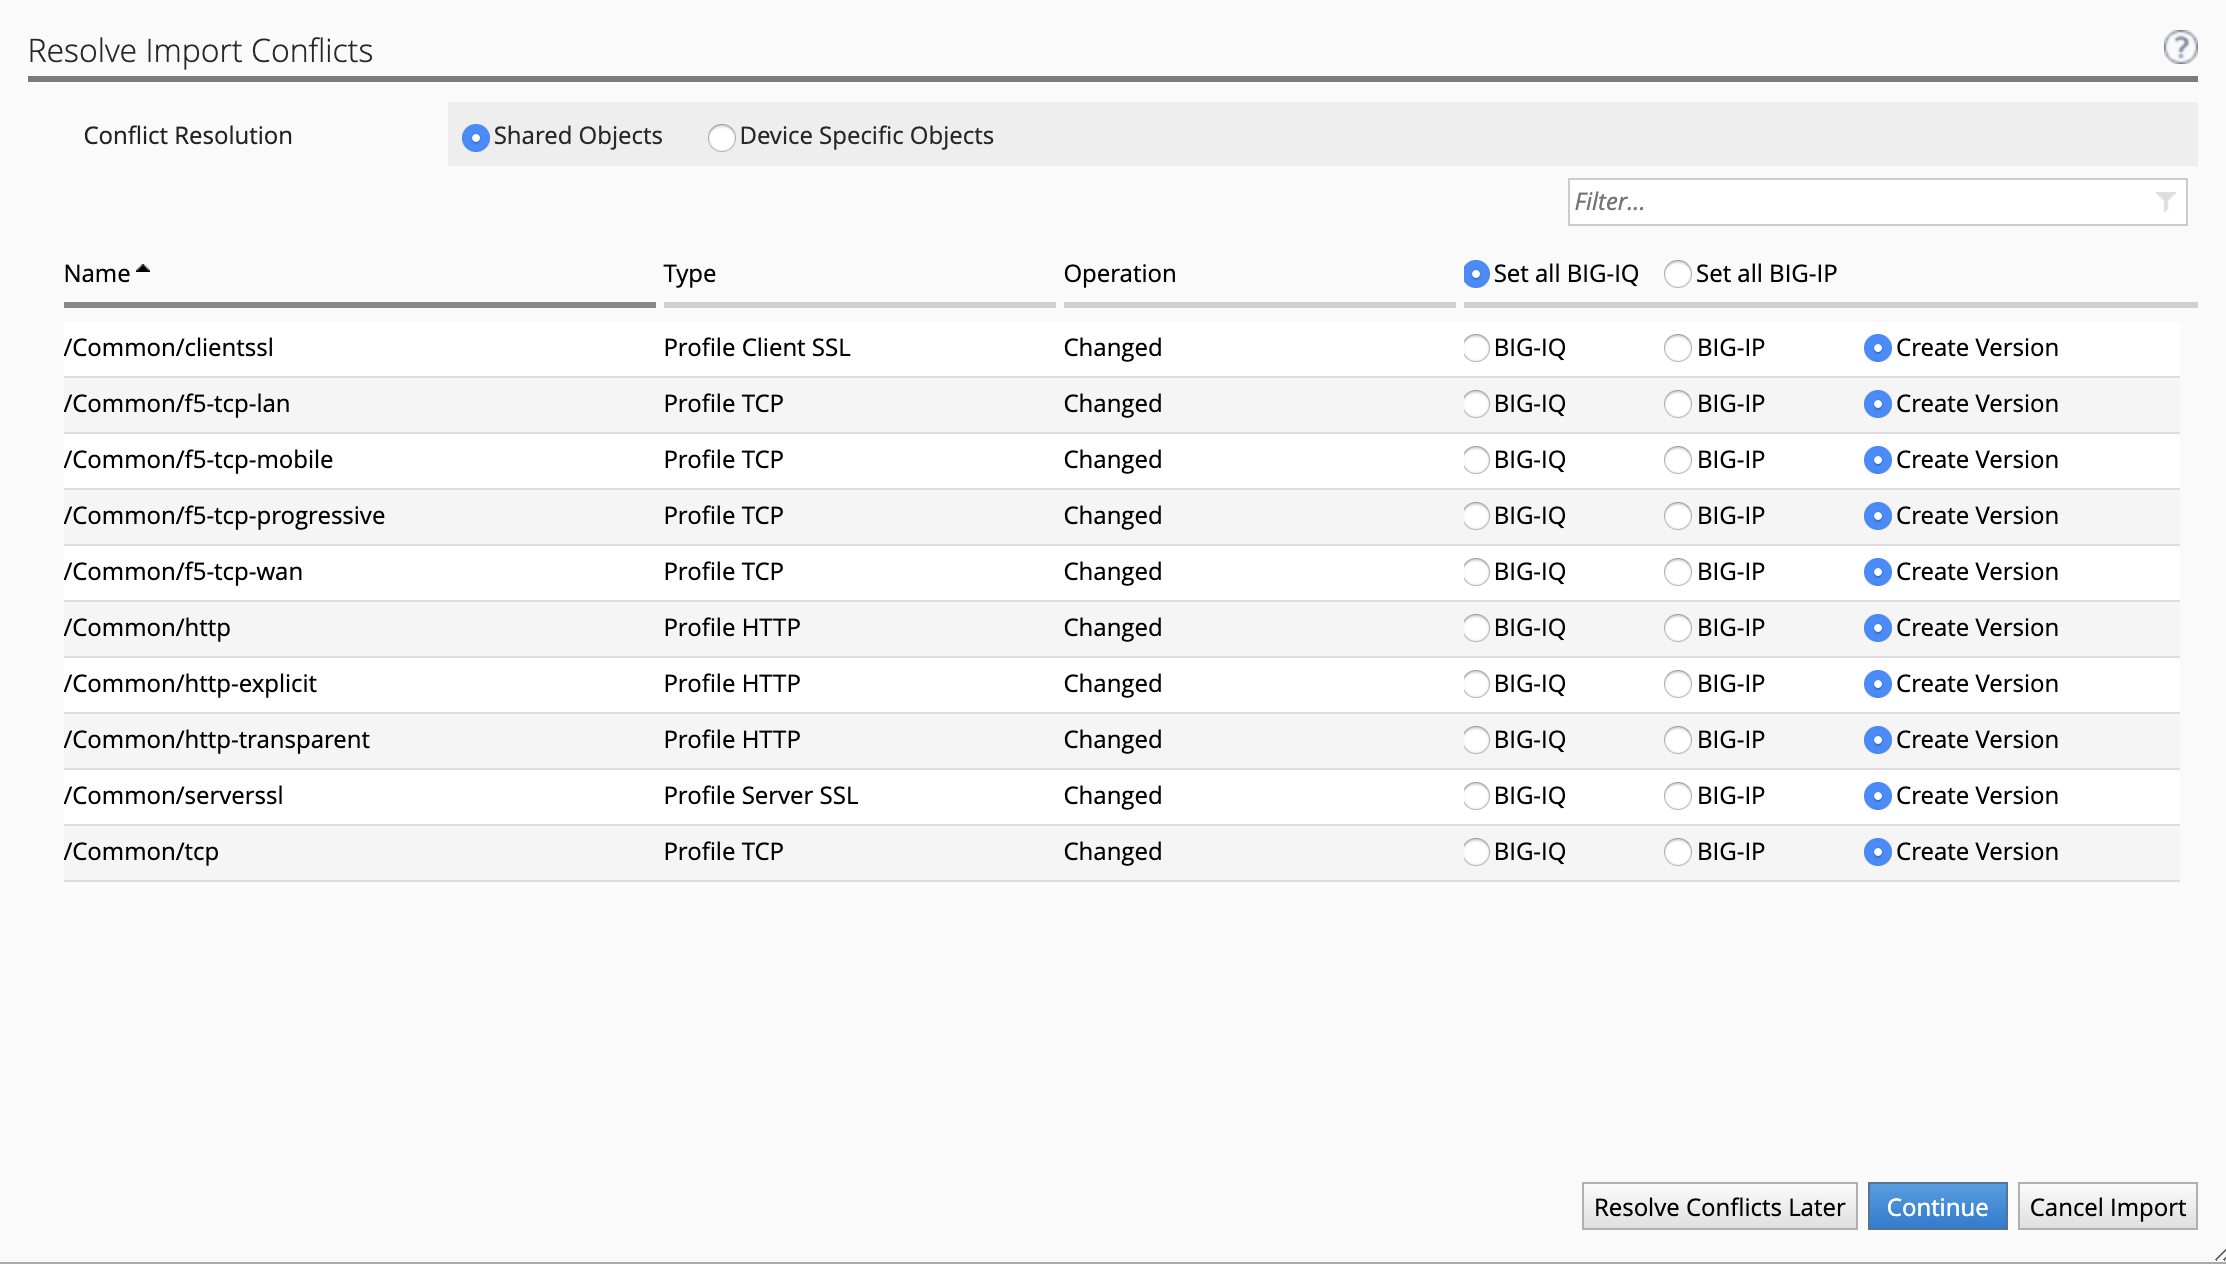 Resolve Import Conflicts
?
Conflict Resolution Shared Objects Device Specific Objects
Filter...
Name Type Operation Set all BIG-IQ Set all BIG-IP
/Common/clientssl Profile Client SSL Changed BIG-IQ BIG-IP Create Version
/Common/f5-tcp-lan Profile TCP Changed BIG-IQ BIG-IP Create Version
/Common/f5-tcp-mobile Profile TCP Changed BIG-IQ BIG-IP Create Version
/Common/f5-tcp-progressive Profile TCP Changed BIG-IQ BIG-IP Create Version
/Common/f5-tcp-wan Profile TCP Changed BIG-IQ BIG-IP Create Version
/Common/http Profile HTTP Changed BIG-IQ BIG-IP Create Version
/Common/http-explicit Profile HTTP Changed BIG-IQ BIG-IP Create Version
/Common/http-transparent Profile HTTP Changed BIG-IQ BIG-IP Create Version
/Common/serverssl Profile Server SSL Changed BIG-IQ BIG-IP Create Version
/Common/tcp Profile TCP Changed BIG-IQ BIG-IP Create Version
Resolve Conflicts Later Continue Cancel Import